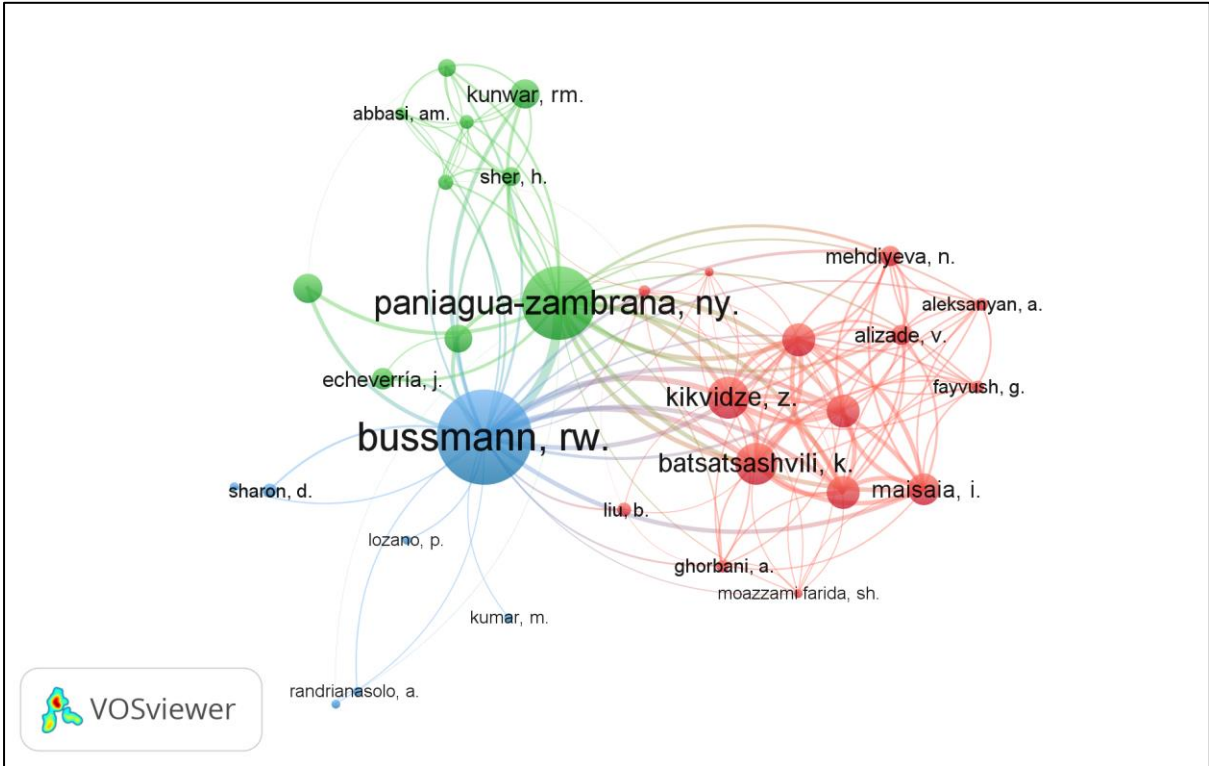 kunwar, rm.
abbasi, am.
sher, h.
mehdiyeva, n.
paniagua-zambrana, ny.
aleksanyan, a.
alizade, v.
echeverría, j.
fayvush, g.
kikvidze, z.
bussmann, rw.
batsatsashvili, k.
sharon, d.
maisaia, i.
liu, b.
lozano, p.
ghorbani, a.
moazzami farida, sh.
kumar, m.
randrianasolo, a.
VOSviewer